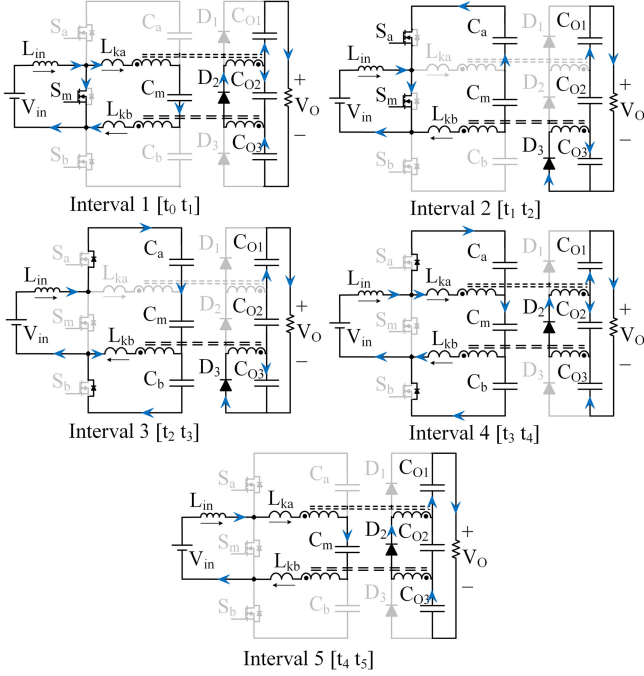 Sa Ca D1 CO1
Lin Lka +
Sm Cm D2 CO2 VO
Vin Lkb −
Sb Cb D3 CO3
Interval 1 [t0 t1]
Sa Ca D1 CO1
Lin Lka +
Sm Cm D2 CO2 VO
Vin Lkb −
Sb Cb D3 CO3
Interval 2 [t1 t2]
Sa Ca D1 CO1
Lin Lka +
Sm Cm D2 CO2 VO
Vin Lkb −
Sb Cb D3 CO3
Interval 3 [t2 t3]
Sa Ca D1 CO1
Lin Lka +
Sm Cm D2 CO2 VO
Vin Lkb −
Sb Cb D3 CO3
Interval 4 [t3 t4]
Sa Ca D1 CO1
Lin Lka +
Sm Cm D2 CO2 VO
Vin Lkb −
Sb Cb D3 CO3
Interval 5 [t4 t5]